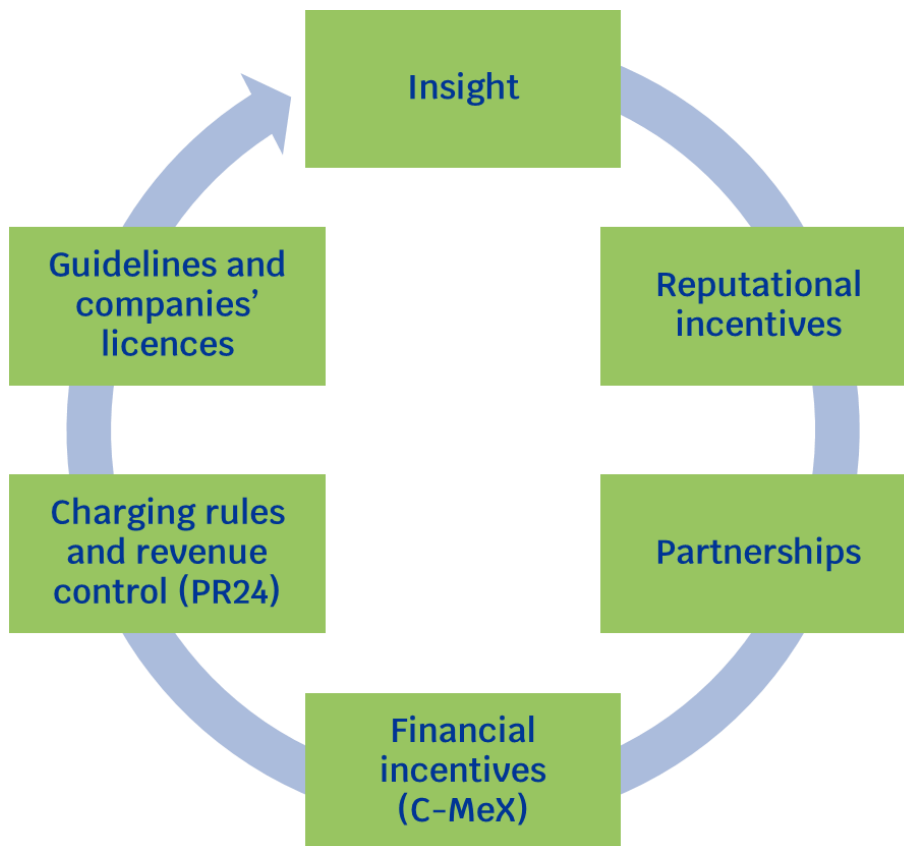 Insight
Reputational
incentives
Partnerships
Financial
incentives
(C-MeX)
Charging rules
and revenue
control (PR24)
Guidelines and
companies’
licences